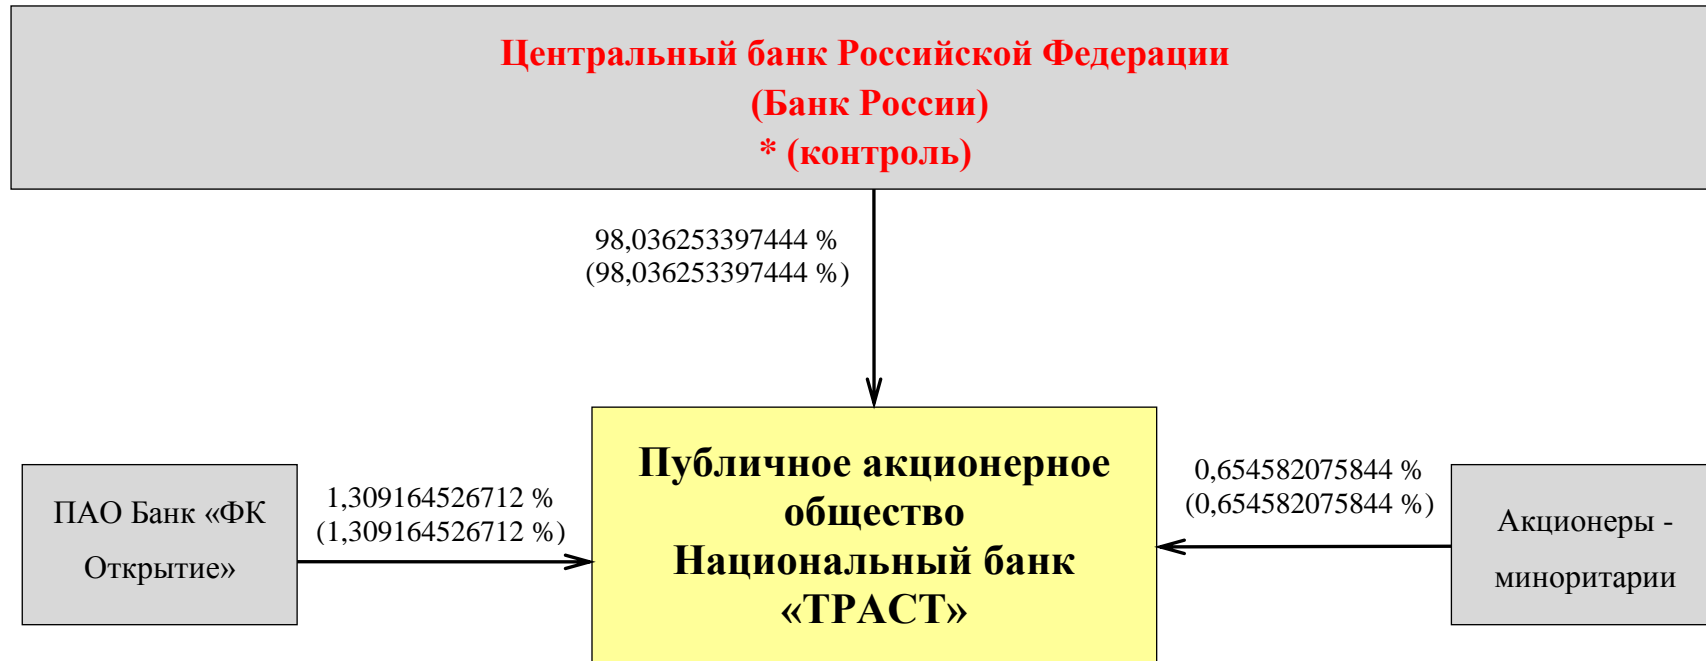 Центральный банк Российской Федерации
(Банк России)
* (контроль)
98,036253397444 %
(98,036253397444 %)
ПАО Банк «ФК
Открытие»
1,309164526712 %
(1,309164526712 %)
Публичное акционерное
общество
Национальный банк
«ТРАСТ»
0,654582075844 %
(0,654582075844 %)
Акционеры -
миноритарии